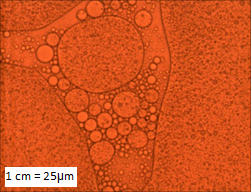 1 cm = 25µm